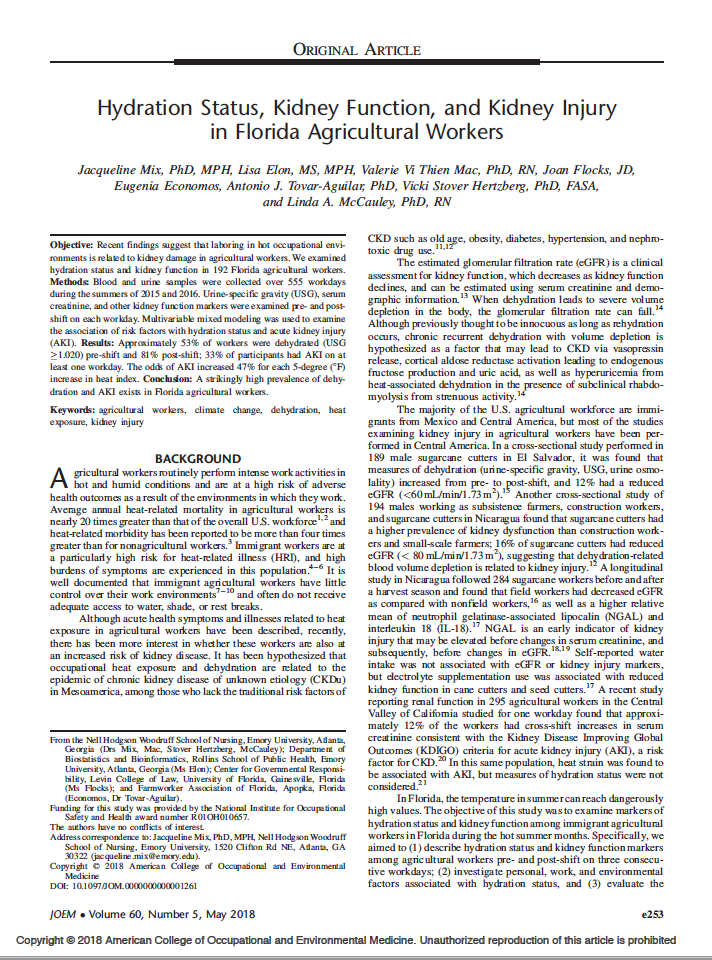 ORIGINAL ARTICLE
Hydration Status, Kidney Function, and Kidney Injury
in Florida Agricultural Workers
Jacqueline Mix, PhD, MPH, Lisa Elon, MS, MPH, Valerie Vi Thien Mac, PhD, RN, Joan Flocks, JD,
Eugenia Economos, Antonio J. Tovar-Aguilar, PhD, Vicki Stover Hertzberg, PhD, FASA,
and Linda A. McCauley, PhD, RN
Objective: Recent findings suggest that laboring in hot occupational envi-
ronments is related to kidney damage in agricultural workers. We examined
hydration status and kidney function in 192 Florida agricultural workers.
Methods: Blood and urine samples were collected over 555 workdays
during the summers of 2015 and 2016. Urine-specific gravity (USG), serum
creatinine, and other kidney function markers were examined pre- and post-
shift on each workday. Multivariable mixed modeling was used to examine
the association of risk factors with hydration status and acute kidney injury
(AKI). Results: Approximately 53% of workers were dehydrated (USG
≥1.020) pre-shift and 81% post-shift; 33% of participants had AKI on at
least one workday. The odds of AKI increased 47% for each 5-degree (°F)
increase in heat index. Conclusion: A strikingly high prevalence of dehy-
dration and AKI exists in Florida agricultural workers.
Keywords: agricultural workers, climate change, dehydration, heat
exposure, kidney injury
BACKGROUND
Agricultural workers routinely perform intense work activities in
hot and humid conditions and are at a high risk of adverse
health outcomes as a result of the environments in which they work.
Average annual heat-related mortality in agricultural workers is
nearly 20 times greater than that of the overall U.S. workforce1,2 and
heat-related morbidity has been reported to be more than four times
greater than for nonagricultural workers.3 Immigrant workers are at
a particularly high risk for heat-related illness (HRI), and high
burdens of symptoms are experienced in this population.4–6 It is
well documented that immigrant agricultural workers have little
control over their work environments7–10 and often do not receive
adequate access to water, shade, or rest breaks.
Although acute health symptoms and illnesses related to heat
exposure in agricultural workers have been described, recently,
there has been more interest in whether these workers are also at
an increased risk of kidney disease. It has been hypothesized that
occupational heat exposure and dehydration are related to the
epidemic of chronic kidney disease of unknown etiology (CKDu)
in Mesoamerica, among those who lack the traditional risk factors of
From the Nell Hodgson Woodruff School of Nursing, Emory University, Atlanta,
Georgia (Drs Mix, Mac, Stover Hertzberg, McCauley); Department of
Biostatistics and Bioinformatics, Rollins School of Public Health, Emory
University, Atlanta, Georgia (Ms Elon); Center for Governmental Responsi-
bility, Levin College of Law, University of Florida, Gainesville, Florida
(Ms Flocks); and Farmworker Association of Florida, Apopka, Florida
(Economos, Dr Tovar-Aguilar).
Funding for this study was provided by the National Institute for Occupational
Safety and Health award number R01OH010657.
The authors have no conflicts of interest.
Address correspondence to: Jacqueline Mix, PhD, MPH, Nell Hodgson Woodruff
School of Nursing, Emory University, 1520 Clifton Rd NE, Atlanta, GA
30322 (jacqueline.mix@emory.edu).
Copyright © 2018 American College of Occupational and Environmental
Medicine
DOI: 10.1097/JOM.0000000000001261
CKD such as old age, obesity, diabetes, hypertension, and nephro-
toxic drug use.11,12
The estimated glomerular filtration rate (eGFR) is a clinical
assessment for kidney function, which decreases as kidney function
declines, and can be estimated using serum creatinine and demo-
graphic information.13 When dehydration leads to severe volume
depletion in the body, the glomerular filtration rate can fall.14
Although previously thought to be innocuous as long as rehydration
occurs, chronic recurrent dehydration with volume depletion is
hypothesized as a factor that may lead to CKD via vasopressin
release, cortical aldose reductase activation leading to endogenous
fructose production and uric acid, as well as hyperuricemia from
heat-associated dehydration in the presence of subclinical rhabdo-
myolysis from strenuous activity.14
The majority of the U.S. agricultural workforce are immi-
grants from Mexico and Central America, but most of the studies
examining kidney injury in agricultural workers have been per-
formed in Central America. In a cross-sectional study performed in
189 male sugarcane cutters in El Salvador, it was found that
measures of dehydration (urine-specific gravity, USG, urine osmo-
lality) increased from pre- to post-shift, and 12% had a reduced
eGFR (<60 mL/min/1.73 m2).15 Another cross-sectional study of
194 males working as subsistence farmers, construction workers,
and sugarcane cutters in Nicaragua found that sugarcane cutters had
a higher prevalence of kidney dysfunction than construction work-
ers and small-scale farmers; 16% of sugarcane cutters had reduced
eGFR (< 80 mL/min/1.73 m2), suggesting that dehydration-related
blood volume depletion is related to kidney injury.12 A longitudinal
study in Nicaragua followed 284 sugarcane workers before and after
a harvest season and found that field workers had decreased eGFR
as compared with nonfield workers,16 as well as a higher relative
mean of neutrophil gelatinase-associated lipocalin (NGAL) and
interleukin 18 (IL-18).17 NGAL is an early indicator of kidney
injury that may be elevated before changes in serum creatinine, and
subsequently, before changes in eGFR.18,19 Self-reported water
intake was not associated with eGFR or kidney injury markers,
but electrolyte supplementation use was associated with reduced
kidney function in cane cutters and seed cutters.17 A recent study
reporting renal function in 295 agricultural workers in the Central
Valley of California studied for one workday found that approxi-
mately 12% of the workers had cross-shift increases in serum
creatinine consistent with the Kidney Disease Improving Global
Outcomes (KDIGO) criteria for acute kidney injury (AKI), a risk
factor for CKD.20 In this same population, heat strain was found to
be associated with AKI, but measures of hydration status were not
considered.21
In Florida, the temperature in summer can reach dangerously
high values. The objective of this study was to examine markers of
hydration status and kidney function among immigrant agricultural
workers in Florida during the hot summer months. Specifically, we
aimed to (1) describe hydration status and kidney function markers
among agricultural workers pre- and post-shift on three consecu-
tive workdays; (2) investigate personal, work, and environmental
factors associated with hydration status, and (3) evaluate the
JOEM • Volume 60, Number 5, May 2018
e253
Copyright © 2018 American College of Occupational and Environmental Medicine. Unauthorized reproduction of this article is prohibited